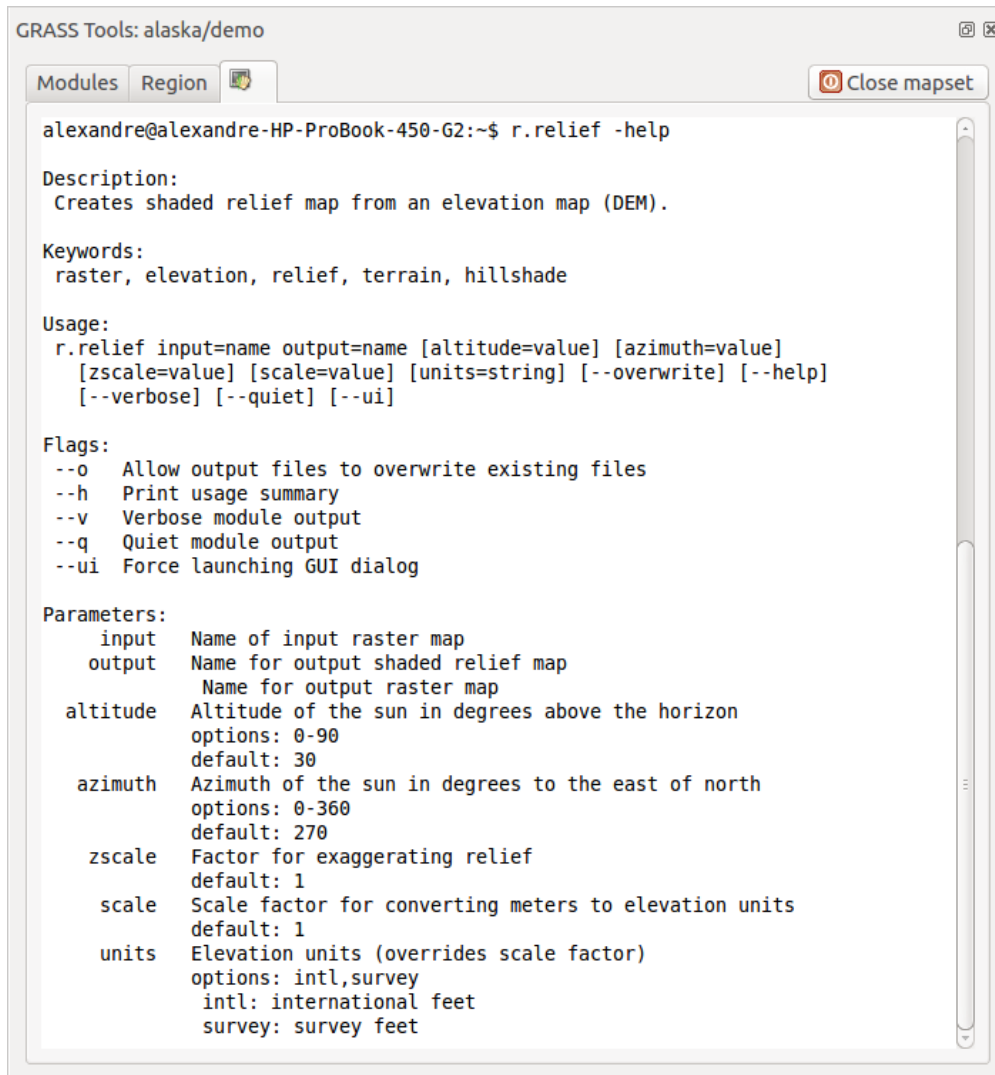 GRASS Tools: alaska/demo
Modules Region Close mapset
alexandre@alexandre-HP-ProBook-450-G2:~$ r.relief -help
Description:
Creates shaded relief map from an elevation map (DEM).
Keywords:
raster, elevation, relief, terrain, hillshade
Usage:
r.relief input=name output=name [altitude=value] [azimuth=value]
[zscale=value] [scale=value] [units=string] [--overwrite] [--help]
[--verbose] [--quiet] [--ui]
Flags:
--o Allow output files to overwrite existing files
--h Print usage summary
--v Verbose module output
--q Quiet module output
--ui Force launching GUI dialog
Parameters:
input Name of input raster map
output Name for output shaded relief map
Name for output raster map
altitude Altitude of the sun in degrees above the horizon
options: 0-90
default: 30
azimuth Azimuth of the sun in degrees to the east of north
options: 0-360
default: 270
zscale Factor for exaggerating relief
default: 1
scale Scale factor for converting meters to elevation units
default: 1
units Elevation units (overrides scale factor)
options: intl,survey
intl: international feet
survey: survey feet